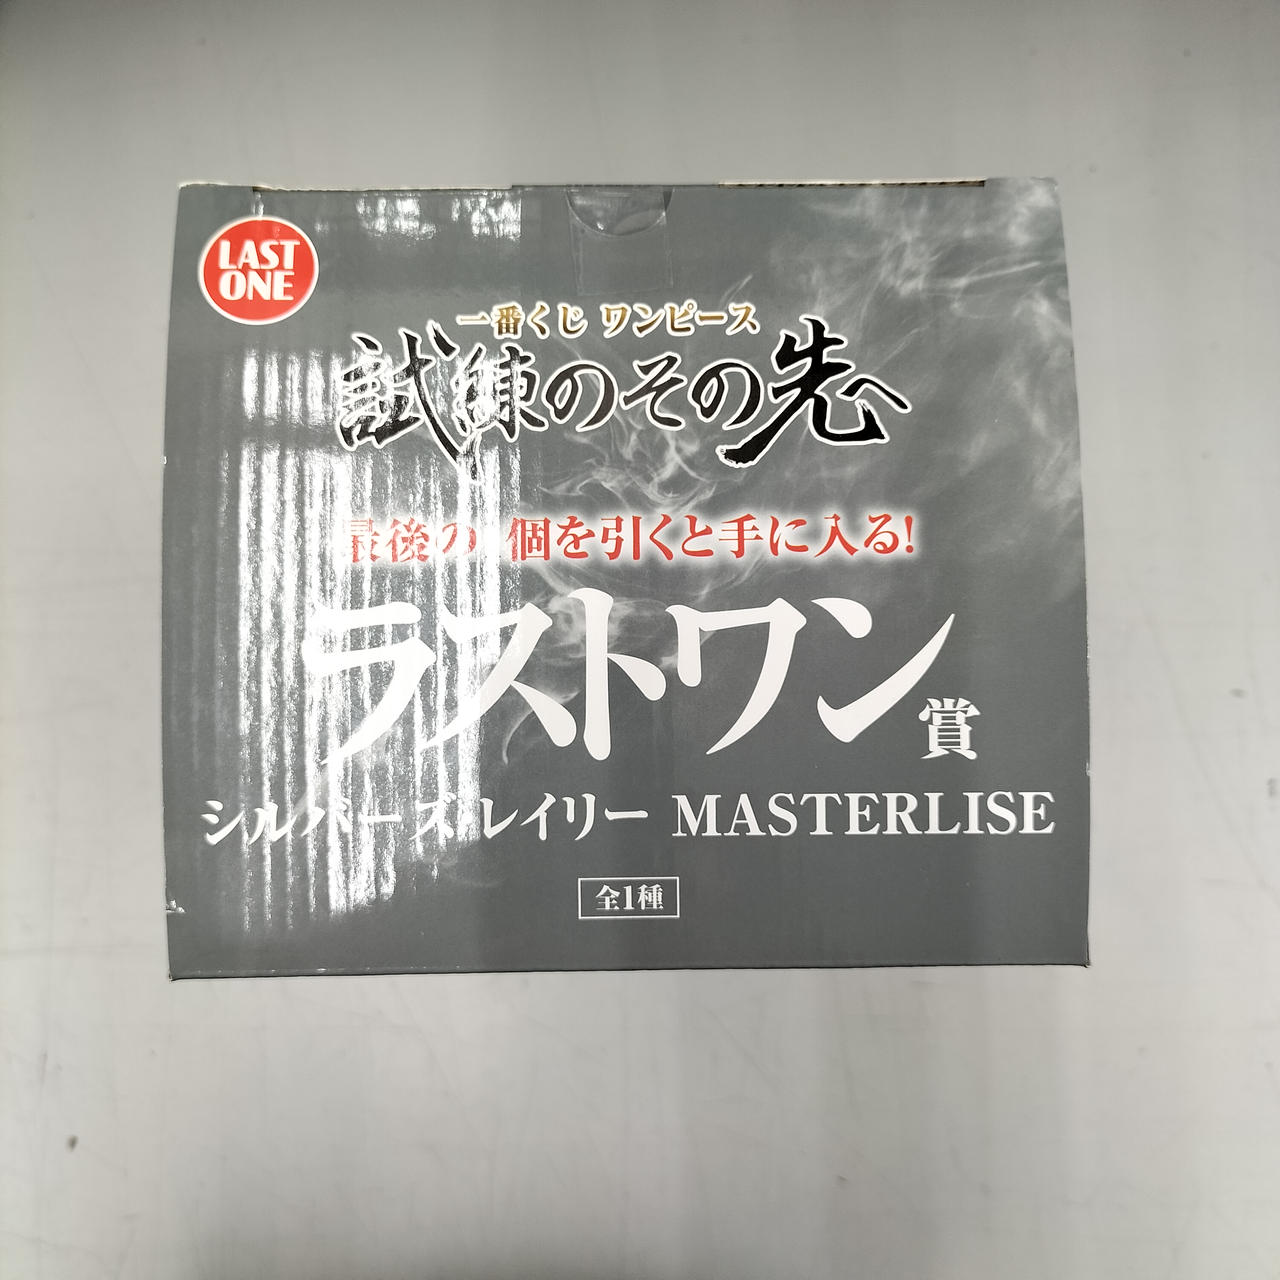 LAST
ONE
一番くじ ワンピース
試練のその先へ
最後の 個を引くと手に入る!
ラストワン賞
シルバーズ・レイリー MASTERLISE
全1種